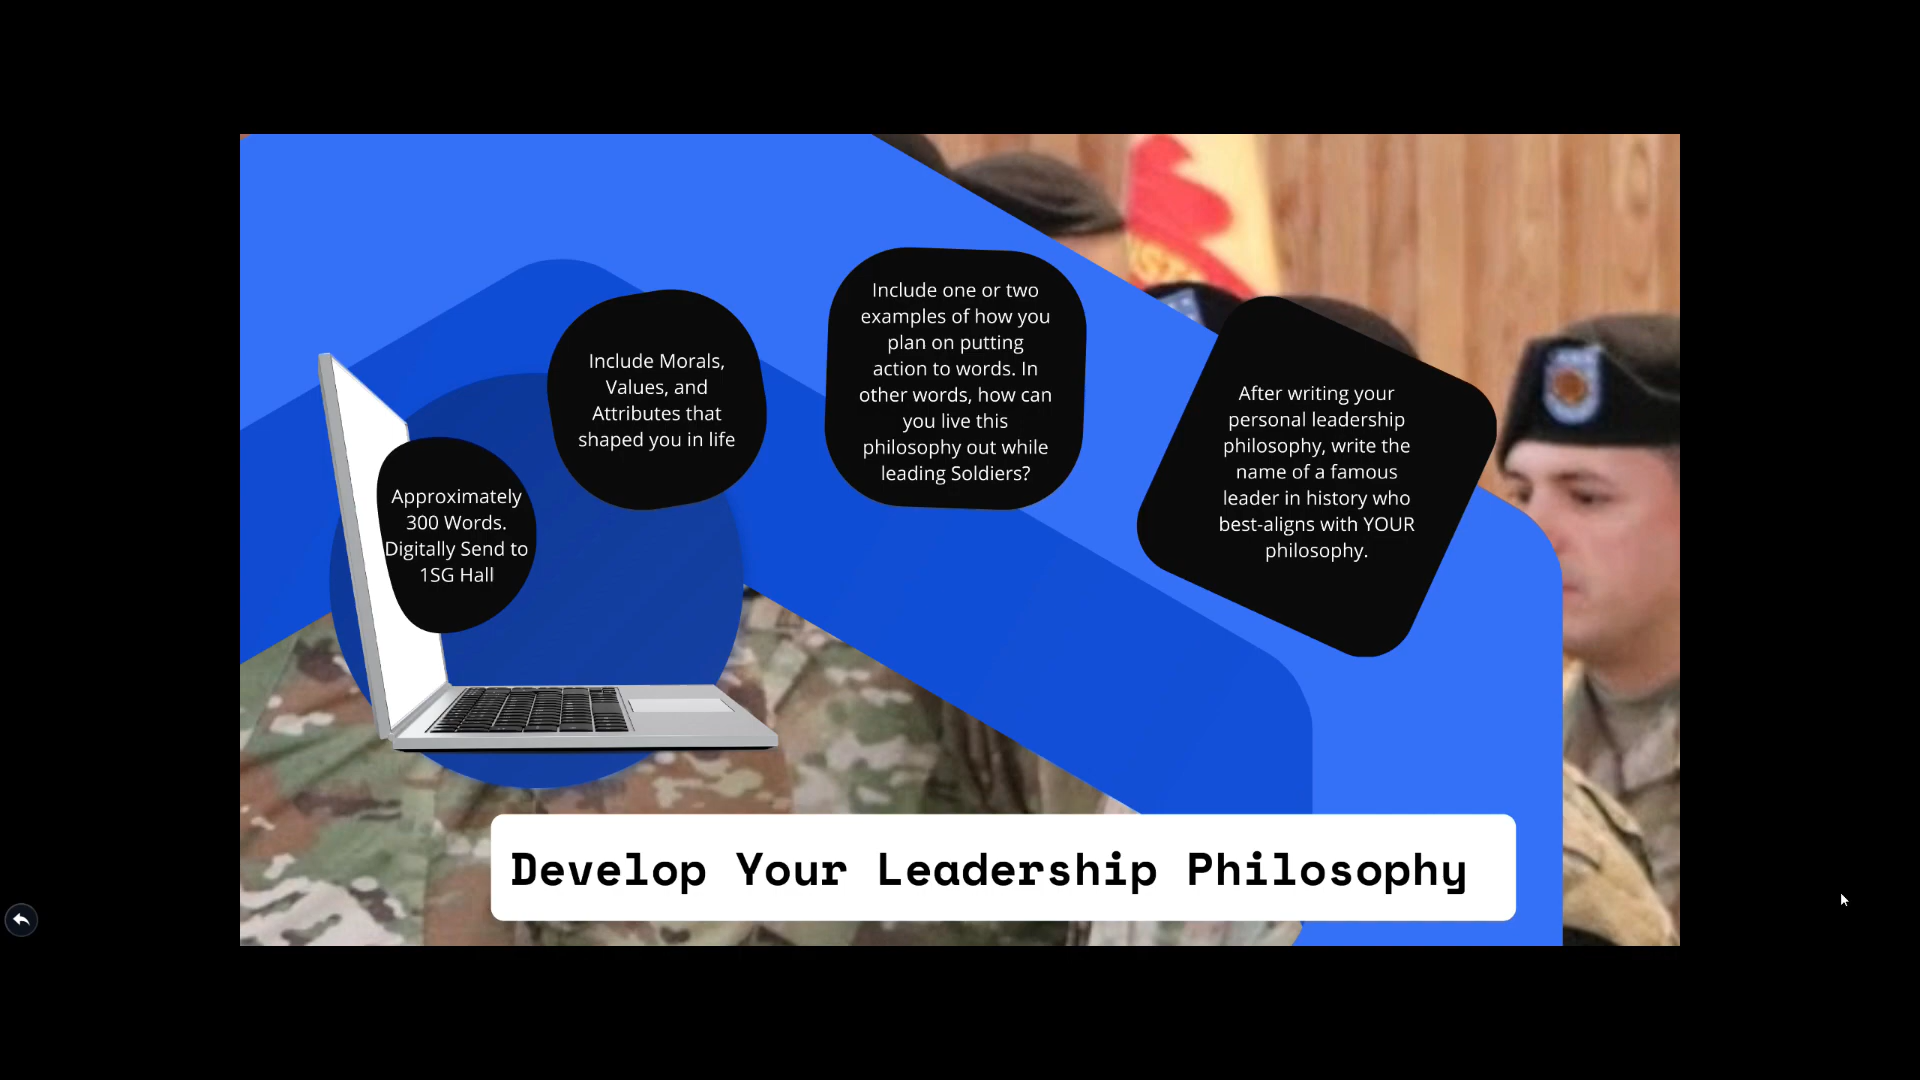 Approximately
300 Words.
Digitally Send to
1SG Hall
Include Morals,
Values, and
Attributes that
shaped you in life
Include one or two
examples of how you
plan on putting
action to words. In
other words, how can
you live this
philosophy out while
leading Soldiers?
After writing your
personal leadership
philosophy, write the
name of a famous
leader in history who
best-aligns with YOUR
philosophy.
Develop Your Leadership Philosophy